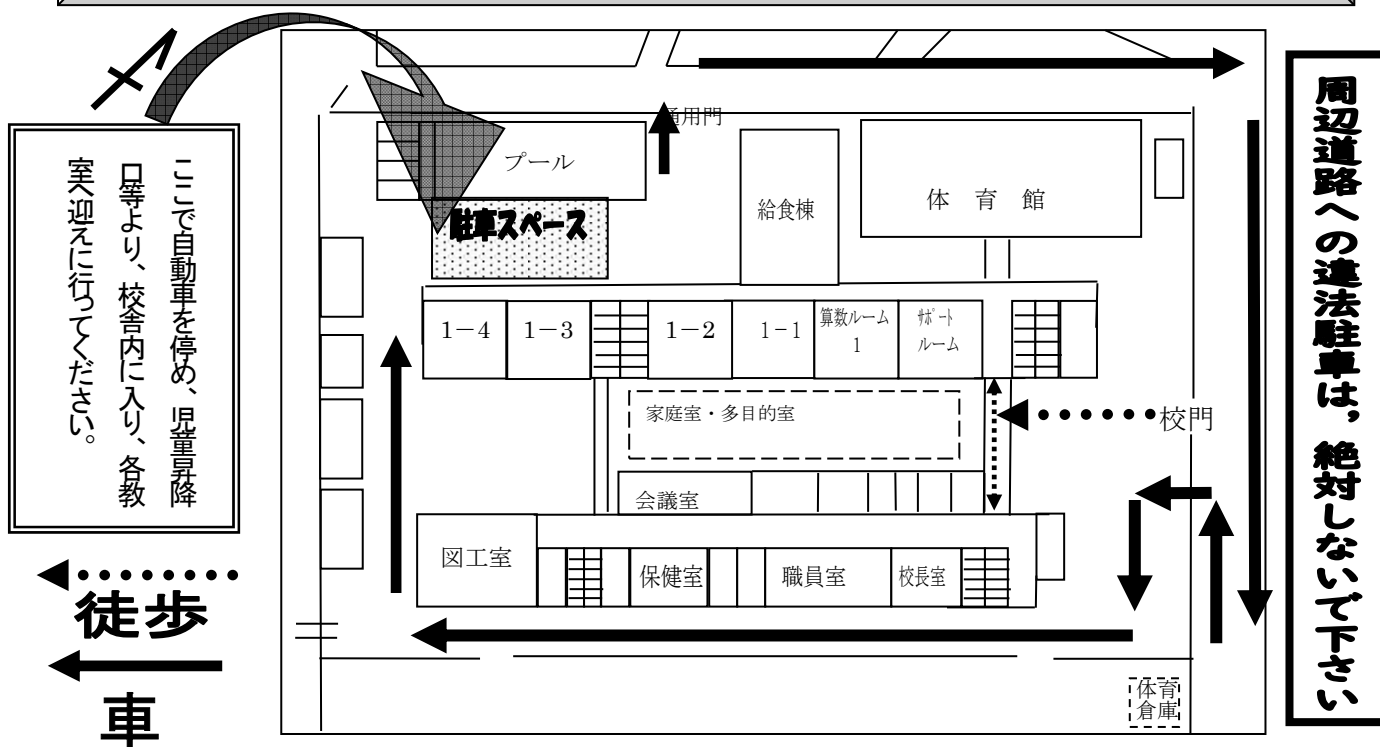 周辺道路への違法駐車は，絶対しないで下さい
ここで自動車を停め、児童昇降
口等より、校舎内に入り、各教
室へ迎えに行ってください。
通用門
プール
駐車スペース
給食棟
体　育　館
1－4
1－3
1－2
1－1
算数ルーム
1
ｻﾎﾟｰﾄ
ルーム
家庭室・多目的室
校門
会議室
図工室
保健室
職員室
校長室
体育
倉庫
徒歩
車